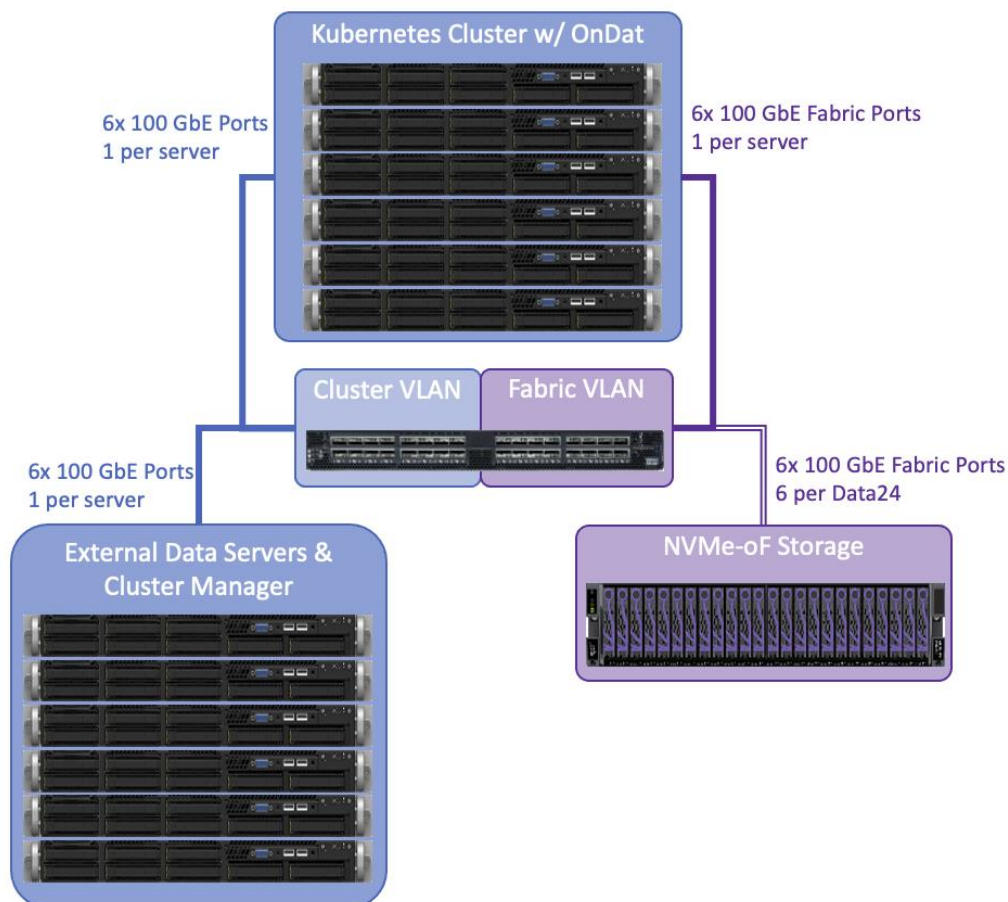 Kubernetes Cluster w/ OnDat
6x 100 GbE Ports
1 per server
6x 100 GbE Fabric Ports
1 per server
Cluster VLAN
Fabric VLAN
6x 100 GbE Ports
1 per server
6x 100 GbE Fabric Ports
6 per Data24
External Data Servers &
Cluster Manager
NVMe-oF Storage